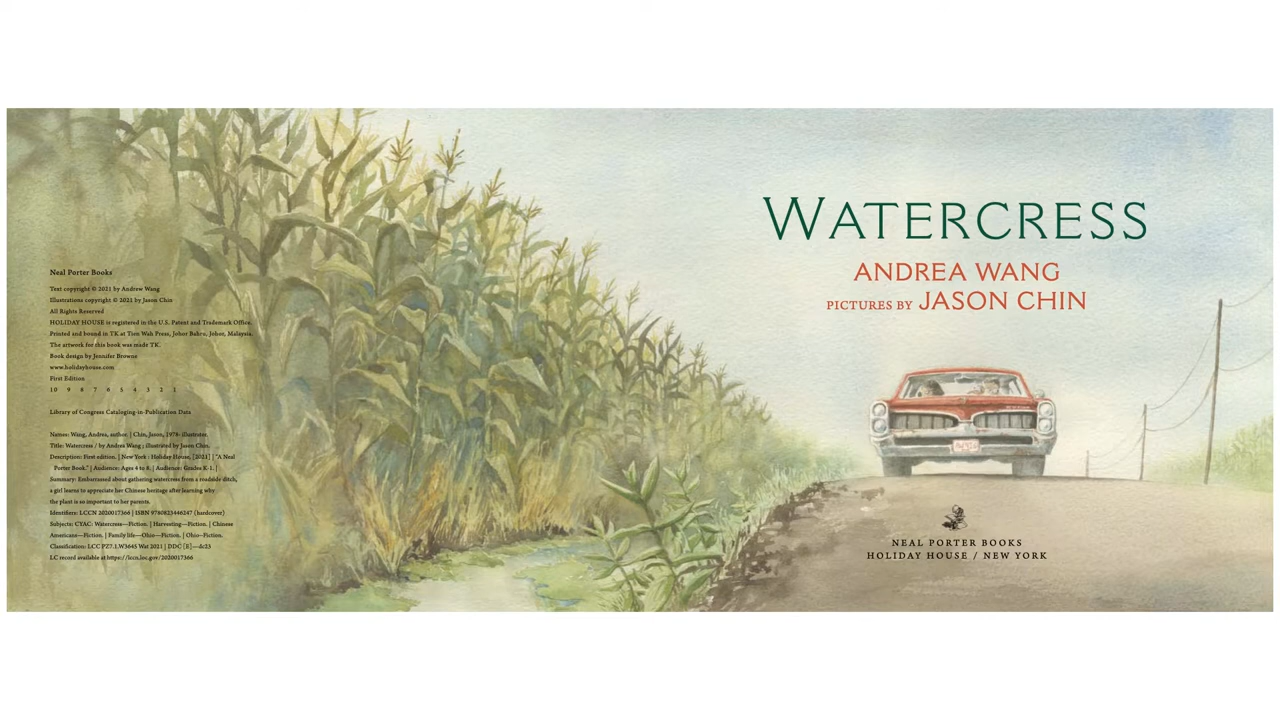 Neal Porter Books
Text copyright © 2021 by Andrew Wang
Illustrations copyright © 2021 by Jason Chin
All Rights Reserved
HOLIDAY HOUSE is registered in the U.S. Patent and Trademark Office.
Printed and bound in TK at Tien Wah Press, Johor Bahru, Johor, Malaysia.
The artwork for this book was made TK.
Book design by Jennifer Browne
www.holidayhouse.com
First Edition
10 9 8 7 6 5 4 3 2 1
Library of Congress Cataloging-in-Publication Data
Names: Wang, Andrea, author. | Chin, Jason, 1978- illustrator.
Title: Watercress / by Andrea Wang ; illustrated by Jason Chin.
Description: First edition. | New York : Holiday House, [2021] | "A Neal
Porter Book." | Audience: Ages 4 to 8. | Audience: Grades K-1. |
Summary: Embarrassed about gathering watercress from a roadside ditch,
a girl learns to appreciate her Chinese heritage after learning why
the plant is so important to her parents.
Identifiers: LCCN 2020017366 | ISBN 9780823446247 (hardcover)
Subjects: CYAC: Watercress—Fiction. | Harvesting—Fiction. | Chinese
Americans—Fiction. | Family life—Ohio—Fiction. | Ohio—Fiction.
Classification: LCC PZ7.1.W3645 Wat 2021 | DDC [E]—dc23
LC record available at https://lccn.loc.gov/2020017366
WATERCRESS
ANDREA WANG
PICTURES BY JASON CHIN
NEAL PORTER BOOKS
HOLIDAY HOUSE / NEW YORK